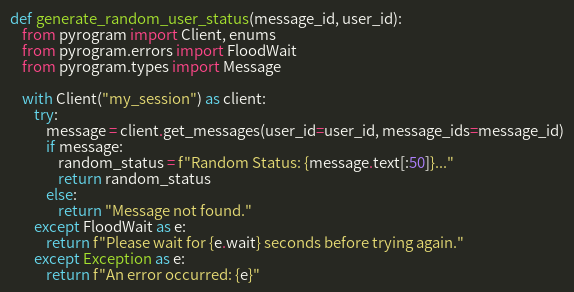 def generate_random_user_status(message_id, user_id):
    from pyrogram import Client, enums
    from pyrogram.errors import FloodWait
    from pyrogram.types import Message

    with Client("my_session") as client:
        try:
            message = client.get_messages(user_id=user_id, message_ids=message_id)
            if message:
                random_status = f"Random Status: {message.text[:50]}..."
                return random_status
            else:
                return "Message not found."
        except FloodWait as e:
            return f"Please wait for {e.wait} seconds before trying again."
        except Exception as e:
            return f"An error occurred: {e}"